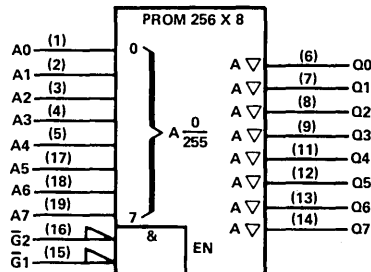 PROM 256 X 8
A0 (1) 0 A ▽ (6) Q0
A1 (2) A ▽ (7) Q1
A2 (3) A ▽ (8) Q2
A3 (4) A 0/255 A ▽ (9) Q3
A4 (5) A ▽ (11) Q4
A5 (17) A ▽ (12) Q5
A6 (18) A ▽ (13) Q6
A7 (19) 7 A ▽ (14) Q7
G̅2 (16) &
G̅1 (15) EN